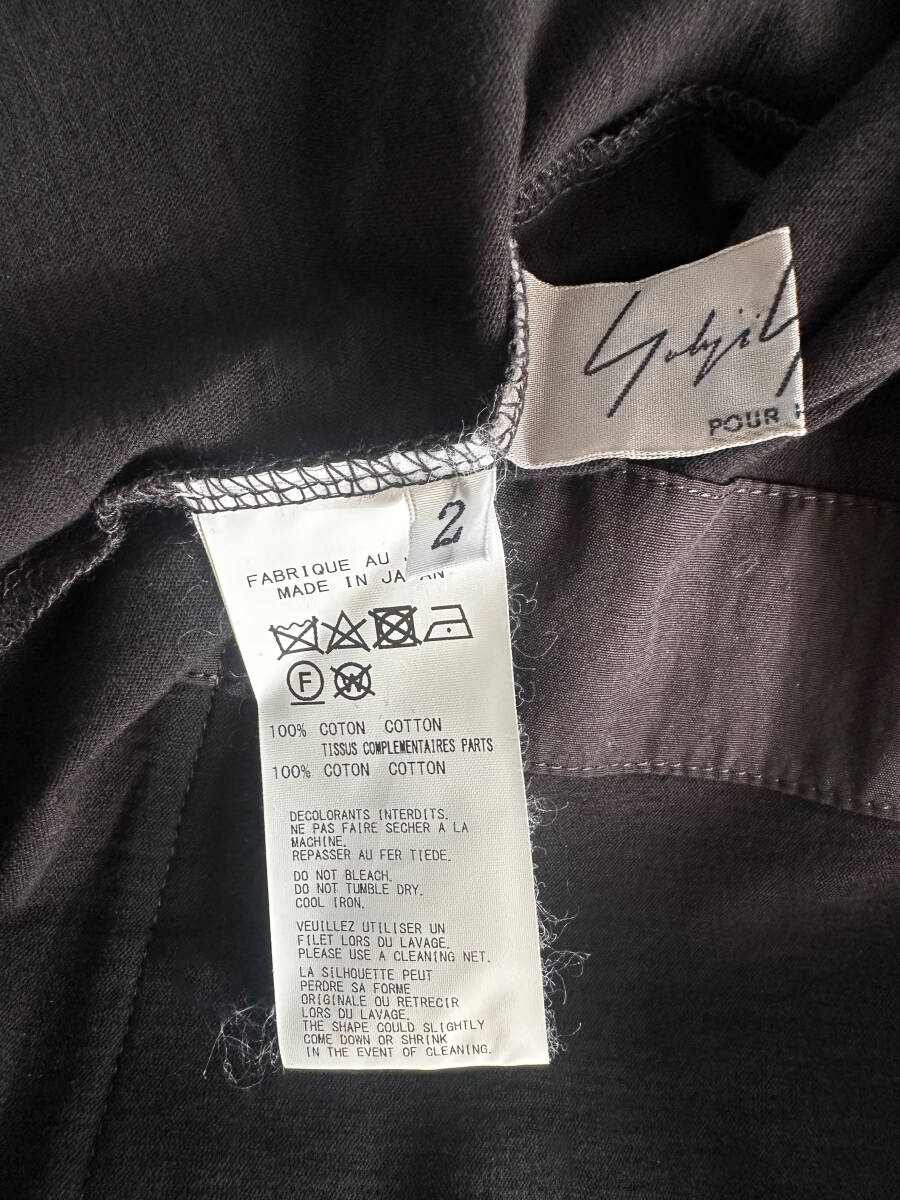 Yohji Y
POUR H
2
FABRIQUE AU J
MADE IN JAPAN
F
W
100% COTON COTTON
TISSUS COMPLEMENTAIRES PARTS
100% COTON COTTON
DECOLORANTS INTERDITS.
NE PAS FAIRE SECHER A LA
MACHINE.
REPASSER AU FER TIEDE.
DO NOT BLEACH.
DO NOT TUMBLE DRY.
COOL IRON.
VEUILLEZ UTILISER UN
FILET LORS DU LAVAGE.
PLEASE USE A CLEANING NET.
LA SILHOUETTE PEUT
PERDRE SA FORME
ORIGINALE OU RETRECIR
LORS DU LAVAGE.
THE SHAPE COULD SLIGHTLY
COME DOWN OR SHRINK
IN THE EVENT OF CLEANING.